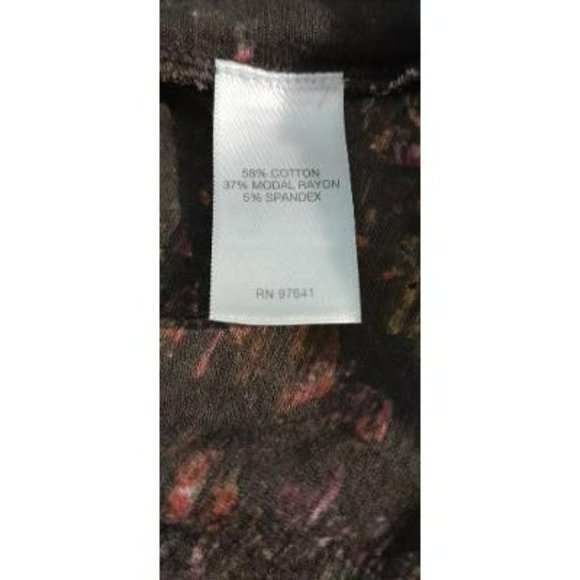 58% COTTON
37% MODAL RAYON
5% SPANDEX
RN 97641